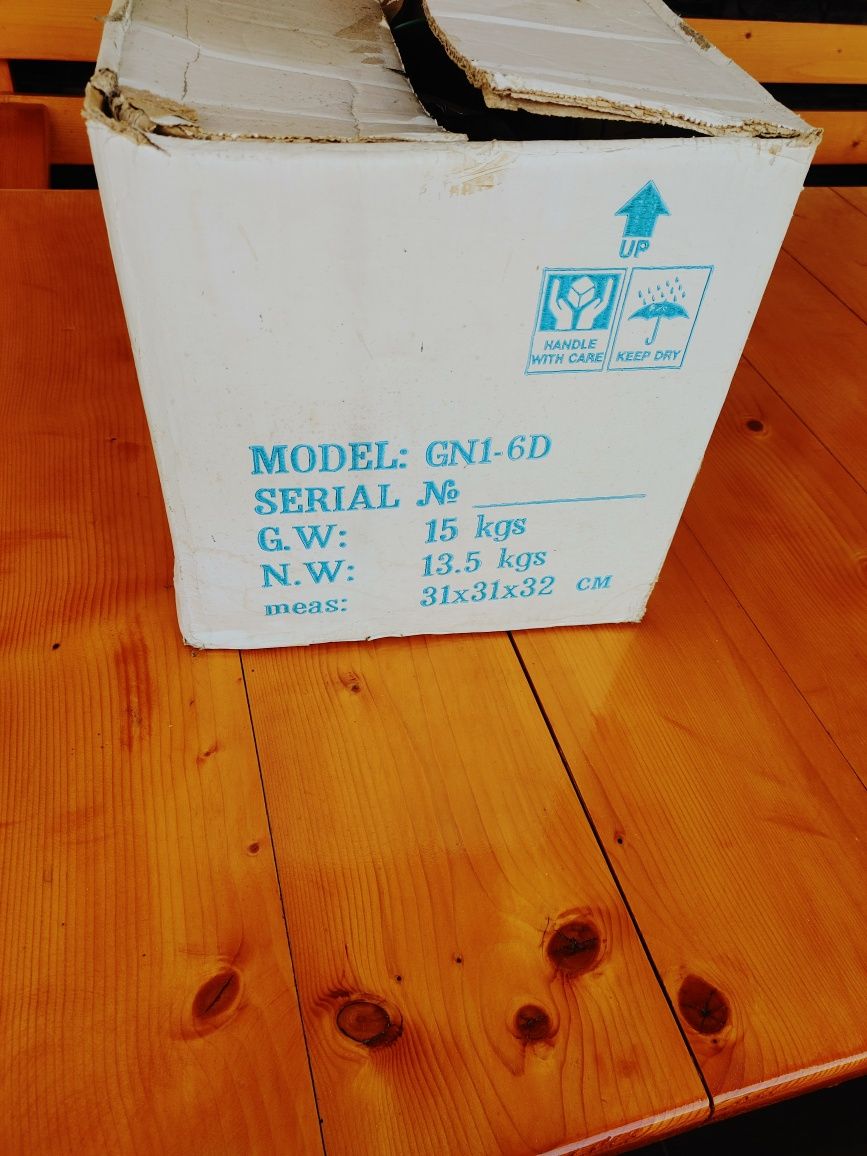 UP
HANDLE
WITH CARE
KEEP DRY
MODEL: GN1-6D
SERIAL № ____________
G.W: 15 kgs
N.W: 13.5 kgs
meas: 31x31x32 CM